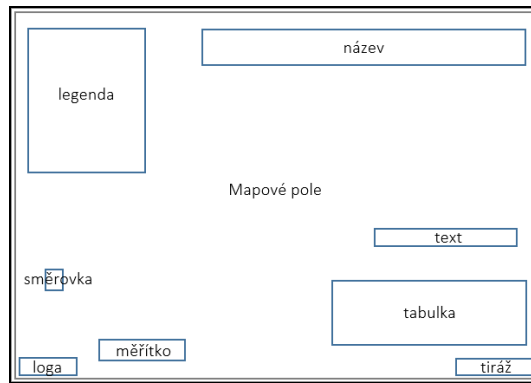 název
legenda
Mapové pole
text
směrovka
tabulka
měřítko
loga
tiráž